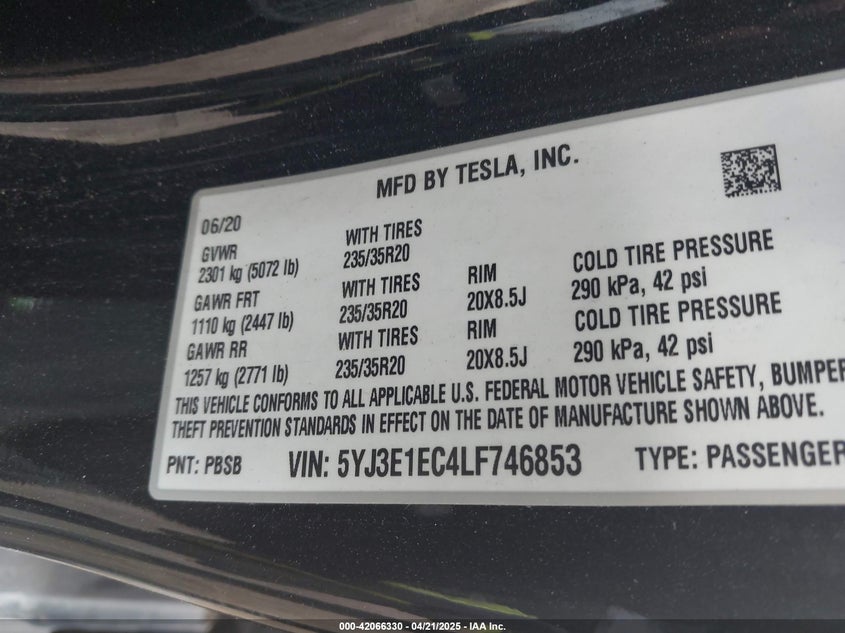 MFD BY TESLA, INC.
06/20
GVWR WITH TIRES
2301 kg (5072 lb) 235/35R20
GAWR FRT WITH TIRES RIM COLD TIRE PRESSURE
1110 kg (2447 lb) 235/35R20 20X8.5J 290 kPa, 42 psi
GAWR RR WITH TIRES RIM COLD TIRE PRESSURE
1257 kg (2771 lb) 235/35R20 20X8.5J 290 kPa, 42 psi
THIS VEHICLE CONFORMS TO ALL APPLICABLE U.S. FEDERAL MOTOR VEHICLE SAFETY, BUMPER
THEFT PREVENTION STANDARDS IN EFFECT ON THE DATE OF MANUFACTURE SHOWN ABOVE.
PNT: PBSB VIN: 5YJ3E1EC4LF746853 TYPE: PASSENGER
000-42066330 - 04/21/2025 - IAA Inc.